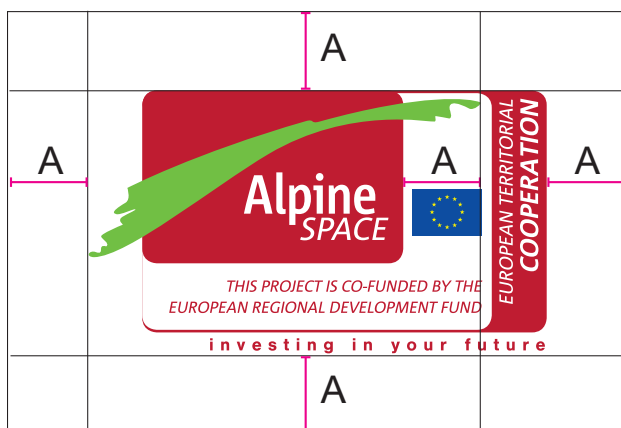 A
A
A
A
Alpine
SPACE
EUROPEAN TERRITORIAL
COOPERATION
THIS PROJECT IS CO-FUNDED BY THE
EUROPEAN REGIONAL DEVELOPMENT FUND
investing in your future
A